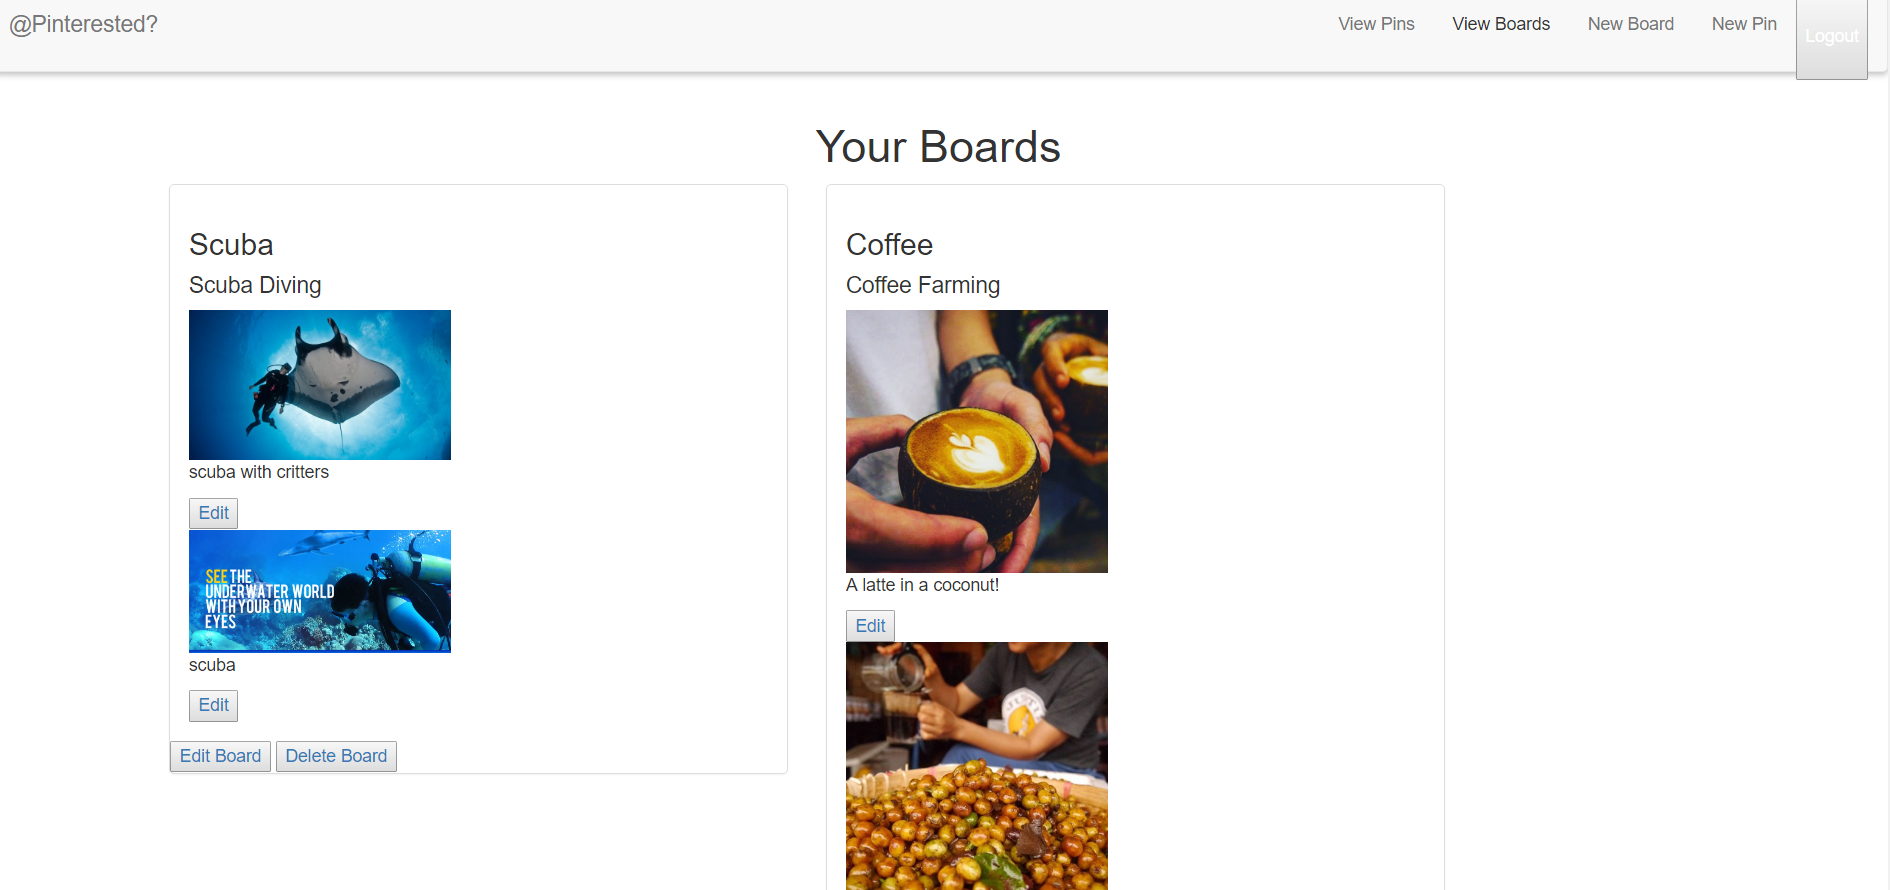 @Pinterested?
View Pins
View Boards
New Board
New Pin
Logout
Your Boards
Scuba
Scuba Diving
scuba with critters
Edit
SEE THE
UNDERWATER WORLD
WITH YOUR OWN
EYES
scuba
Edit
Edit Board
Delete Board
Coffee
Coffee Farming
A latte in a coconut!
Edit